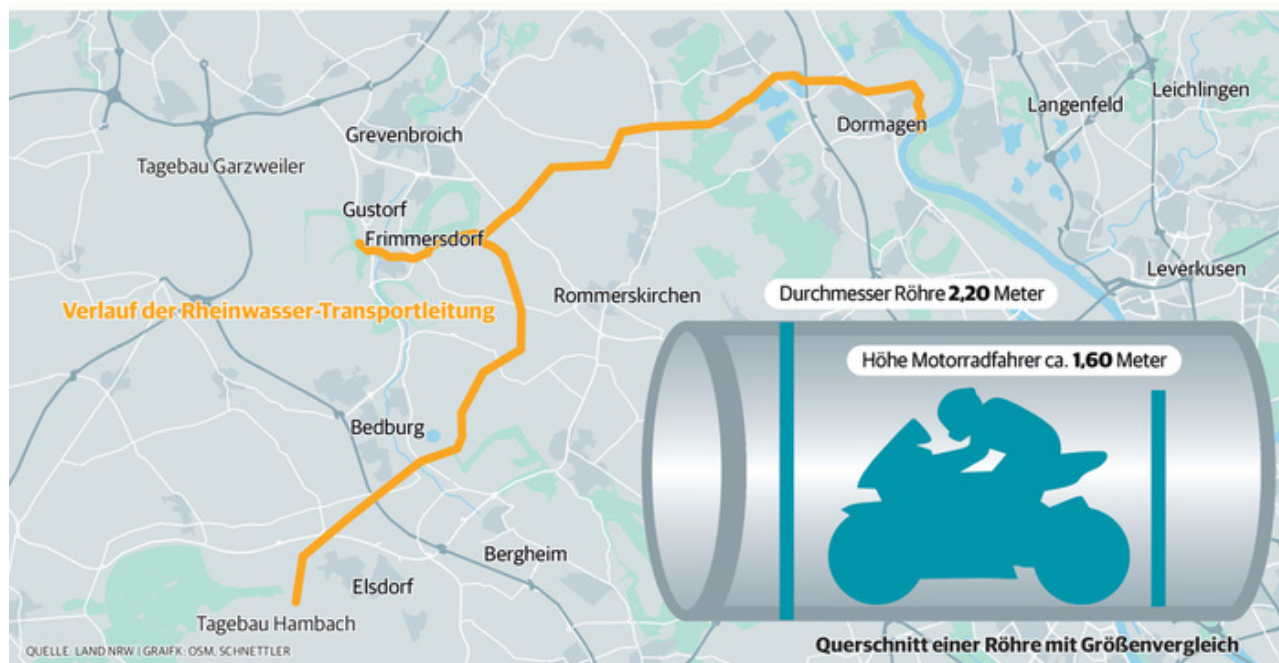 Leichlingen
Langenfeld
Dormagen
Grevenbroich
Tagebau Garzweiler
Gustorf
Frimmersdorf
Leverkusen
Rommerskirchen
Durchmesser Röhre 2,20 Meter
Verlauf der Rheinwasser-Transportleitung
Höhe Motorradfahrer ca. 1,60 Meter
Bedburg
Bergheim
Elsdorf
Tagebau Hambach
Querschnitt einer Röhre mit Größenvergleich
QUELLE: LAND NRW | GRAIFK: OSM, SCHNETTLER